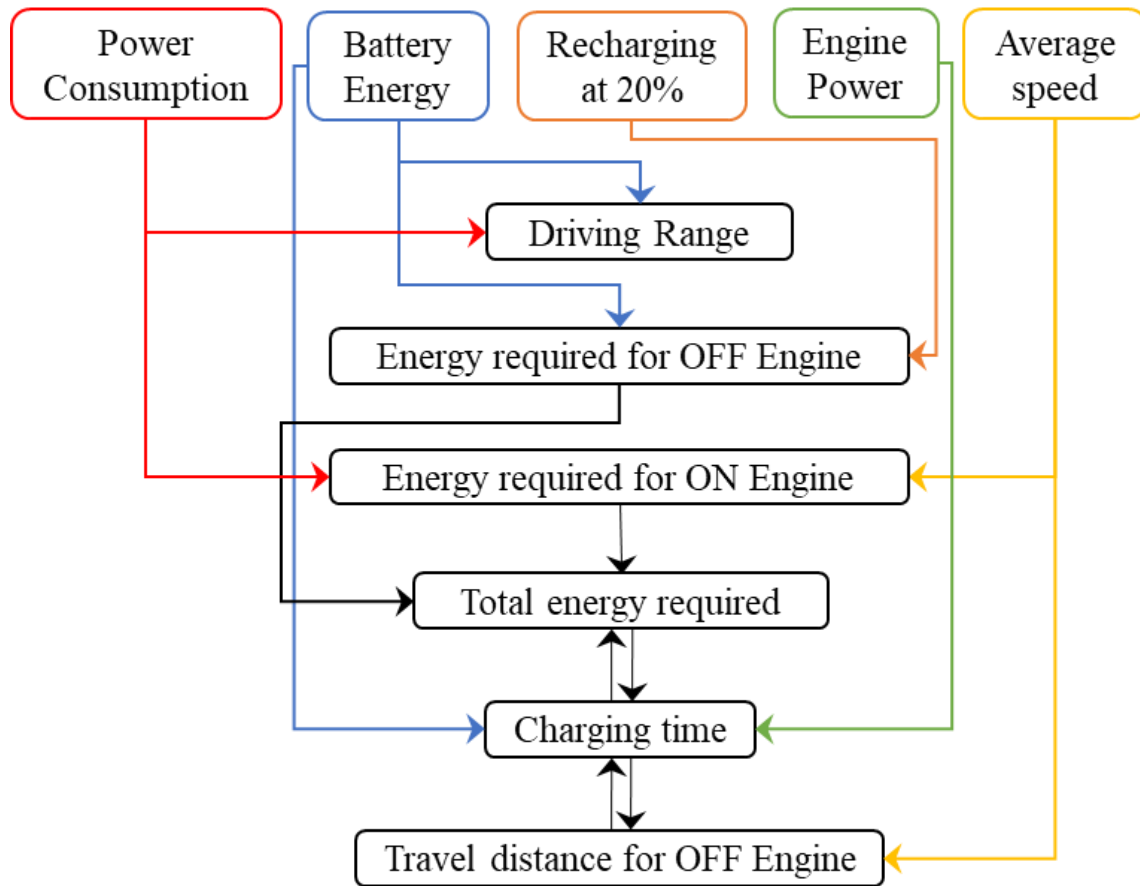 Power
Consumption
Battery
Energy
Recharging
at 20%
Engine
Power
Average
speed
Driving Range
Energy required for OFF Engine
Energy required for ON Engine
Total energy required
Charging time
Travel distance for OFF Engine